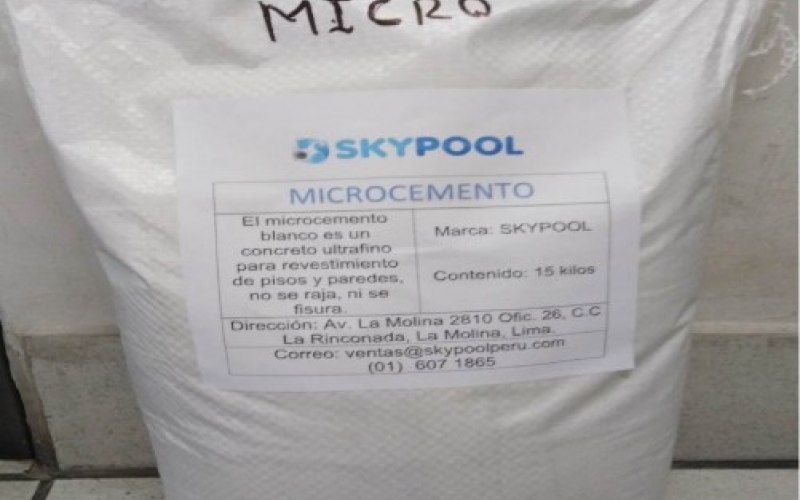 MICRO
SKYPOOL
MICROCEMENTO
El microcemento
blanco es un
concreto ultrafino
para revestimiento
de pisos y paredes,
no se raja, ni se
fisura.
Marca: SKYPOOL
Contenido: 15 kilos
Dirección: Av. La Molina 2810 Ofic. 26, C.C
La Rinconada, La Molina, Lima.
Correo: ventas@skypoolperu.com
(01) 607 1865